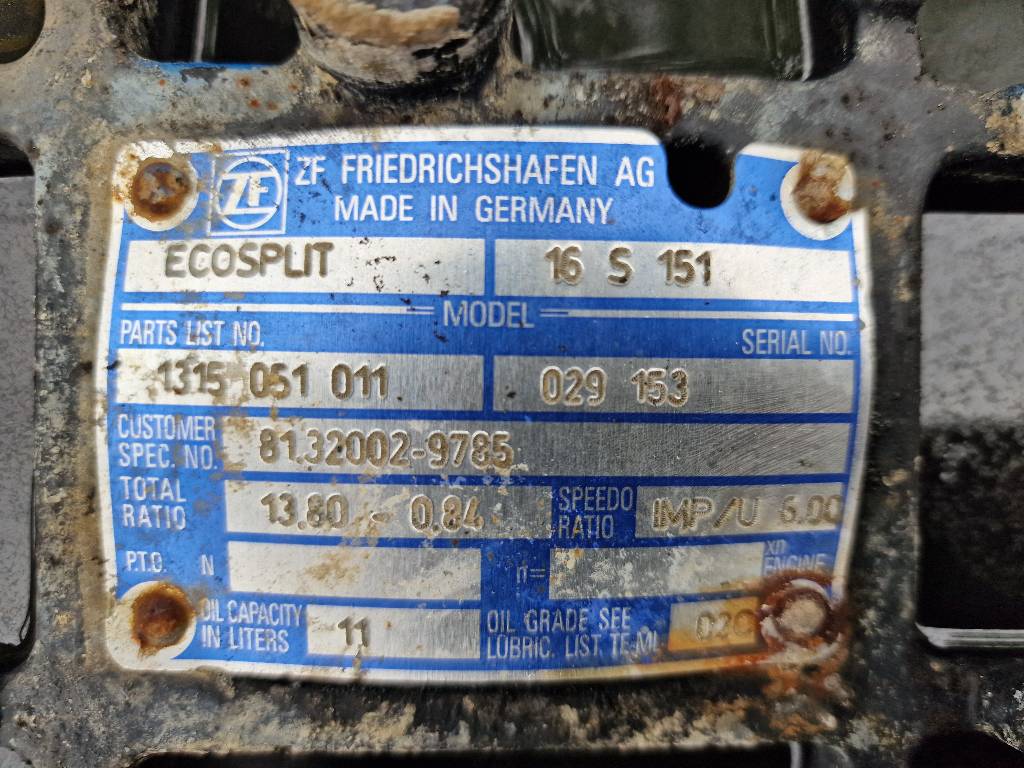 ZF ZF FRIEDRICHSHAFEN AG
MADE IN GERMANY
ECOSPLIT 16 S 151
MODEL
PARTS LIST NO. SERIAL NO.
1315 051 011 029 153
CUSTOMER
SPEC. NO. 81.32002-9785
TOTAL
RATIO 13.80 - 0.84 SPEEDO
RATIO IMP/U 6.00
P.T.O. N n= xn
ENGINE
OIL CAPACITY
IN LITERS 11 OIL GRADE SEE
LUBRIC. LIST TE-ML 02